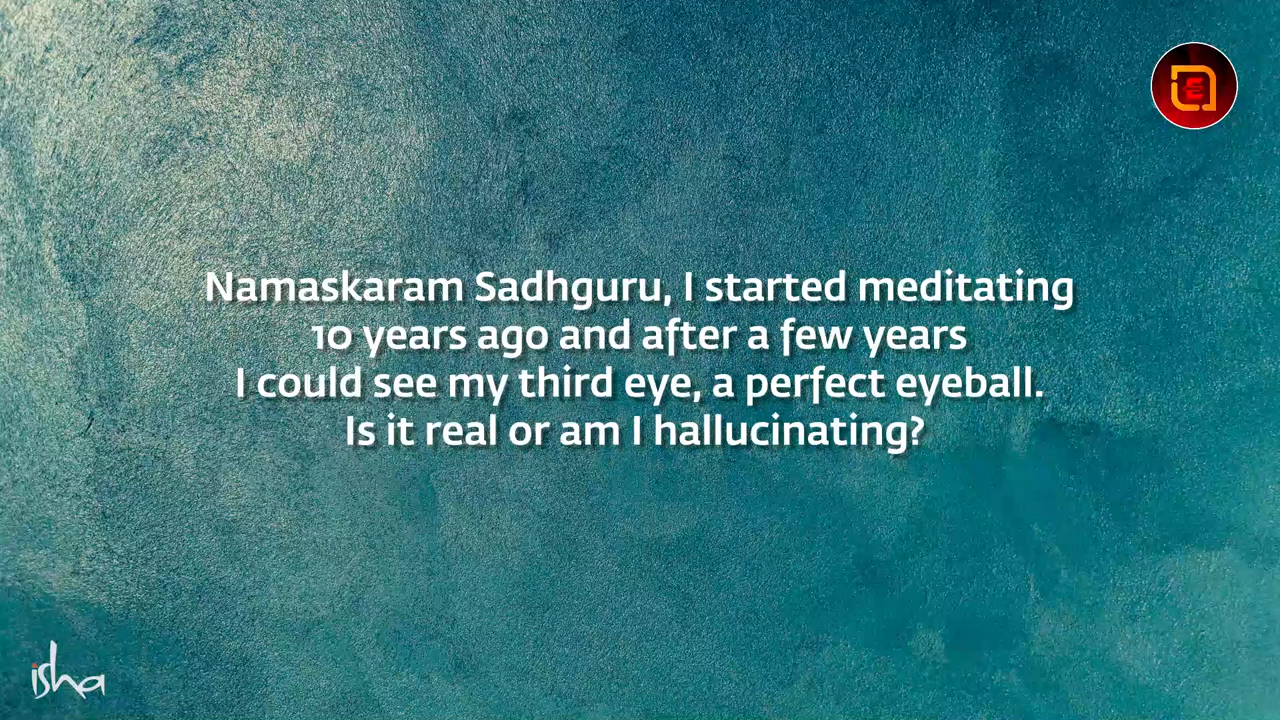 Namaskaram Sadhguru, I started meditating
10 years ago and after a few years
I could see my third eye, a perfect eyeball.
Is it real or am I hallucinating?
isha